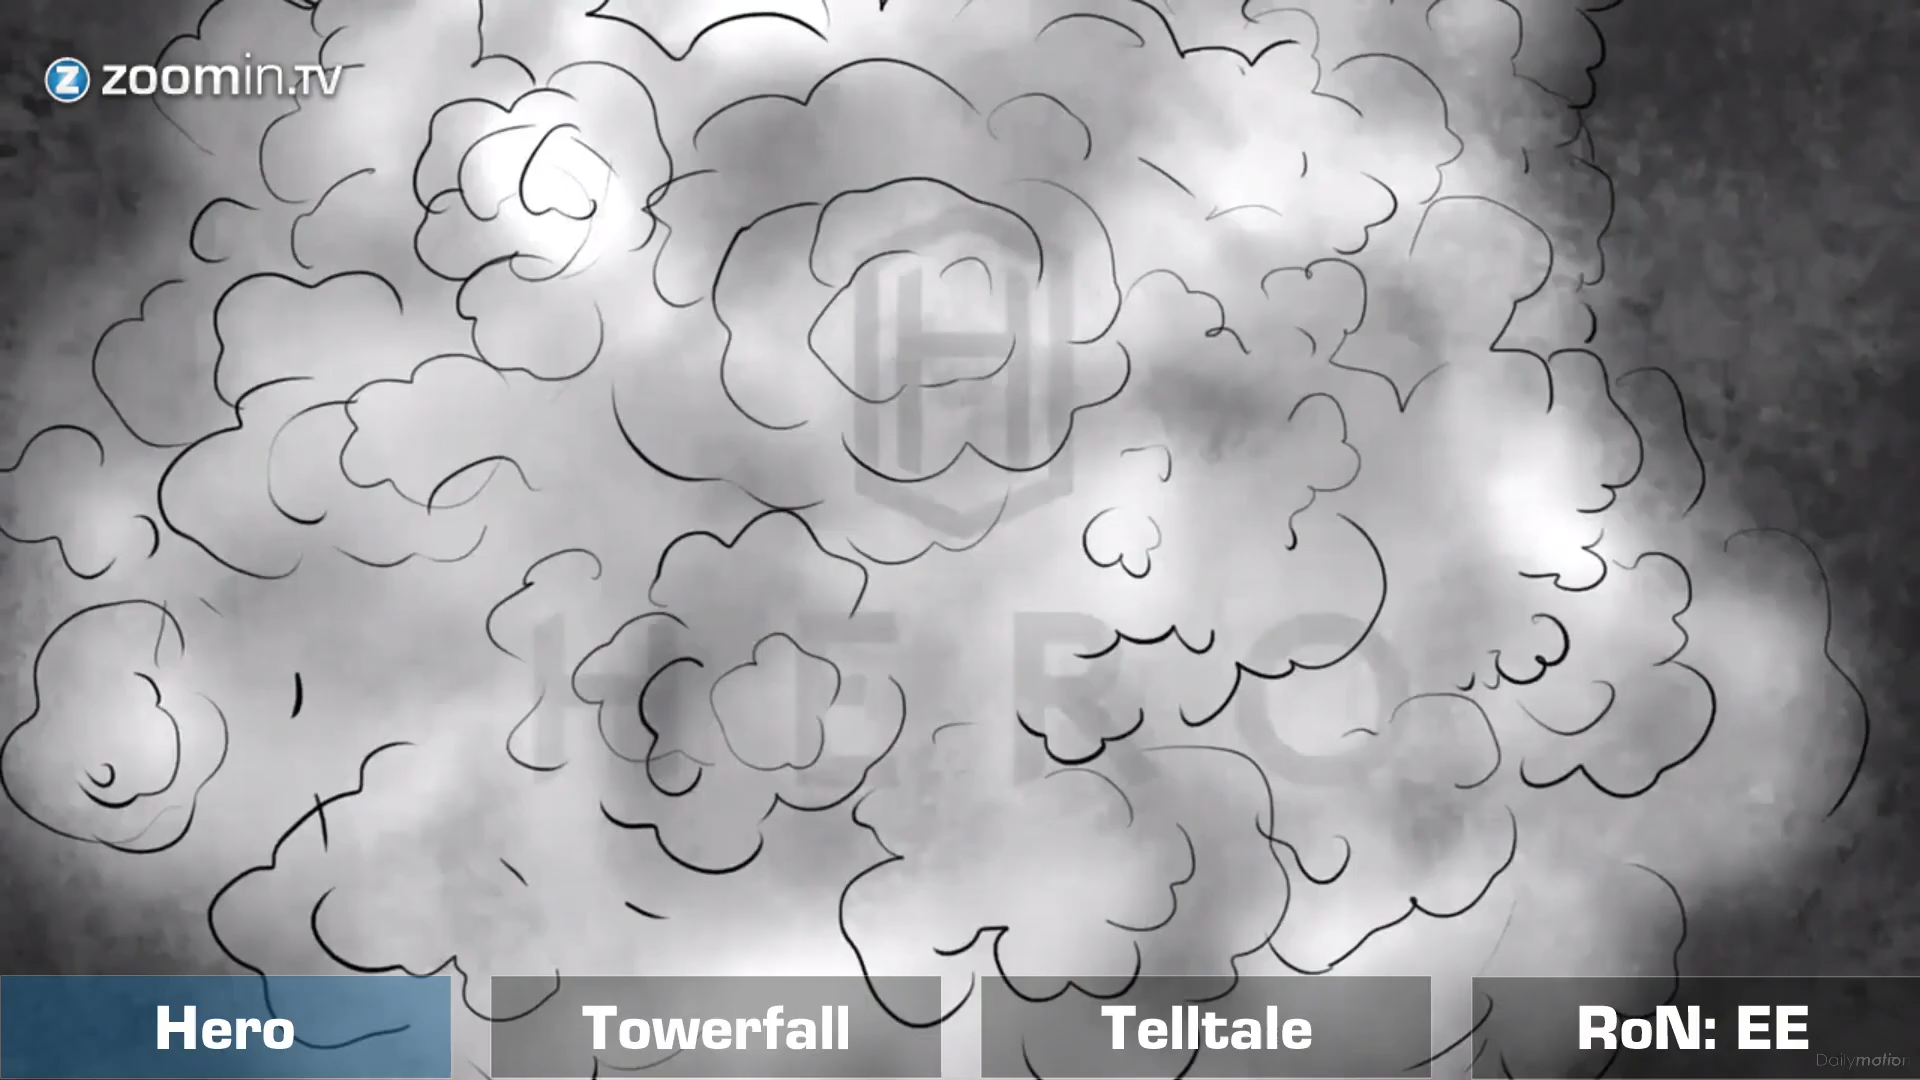 zoomin.TV
H
HERO
Hero
Towerfall
Telltale
RoN: EE
Dailymotion